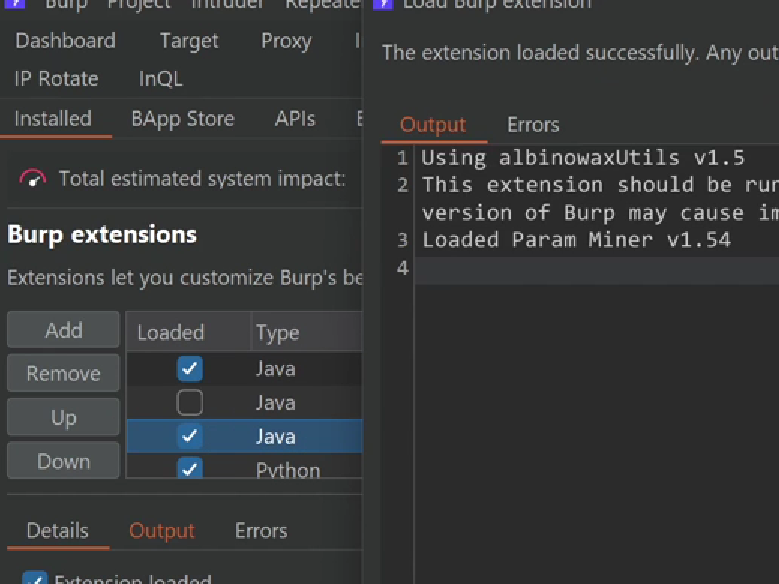 Burp Project Intruder Repeate
Dashboard Target Proxy I
IP Rotate InQL
Installed BApp Store APIs
Total estimated system impact:
Burp extensions
Extensions let you customize Burp's be
Add
Remove
Up
Down
Loaded Type
Java
Java
Java
Python
Details Output Errors
Extension loaded
Load Burp extension
The extension loaded successfully. Any out
Output Errors
1 Using albinowaxUtils v1.5
2 This extension should be run
version of Burp may cause im
3 Loaded Param Miner v1.54
4